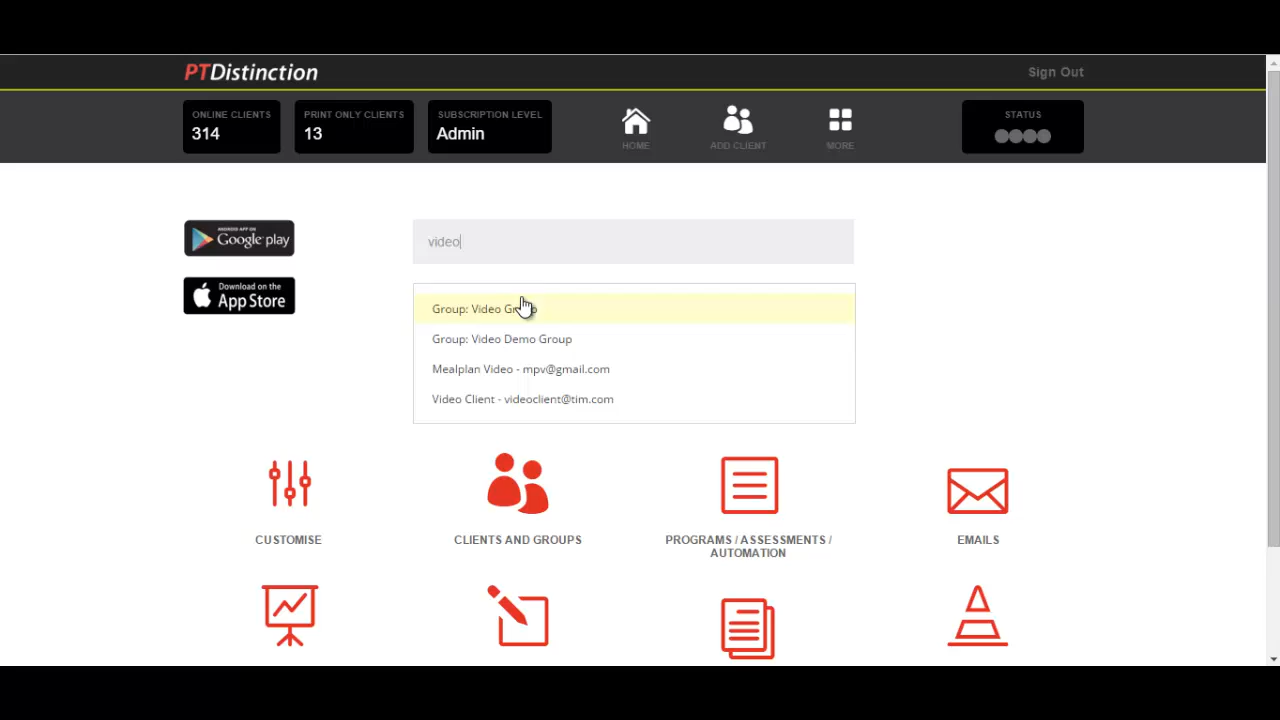 PTDistinction
Sign Out
ONLINE CLIENTS
314
PRINT ONLY CLIENTS
13
SUBSCRIPTION LEVEL
Admin
HOME
ADD CLIENT
MORE
STATUS
ANDROID APP ON
Google play
Download on the
App Store
video
Group: Video
Group: Video Demo Group
Mealplan Video - mpv@gmail.com
Video Client - videoclient@tim.com
CUSTOMISE
CLIENTS AND GROUPS
PROGRAMS / ASSESSMENTS /
AUTOMATION
EMAILS